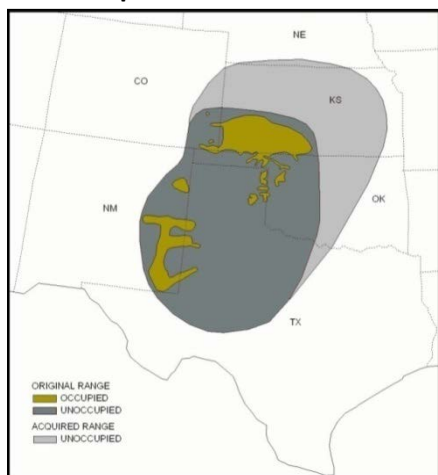 NE
CO
KS
NM
OK
TX
ORIGINAL RANGE
OCCUPIED
UNOCCUPIED
ACQUIRED RANGE
UNOCCUPIED